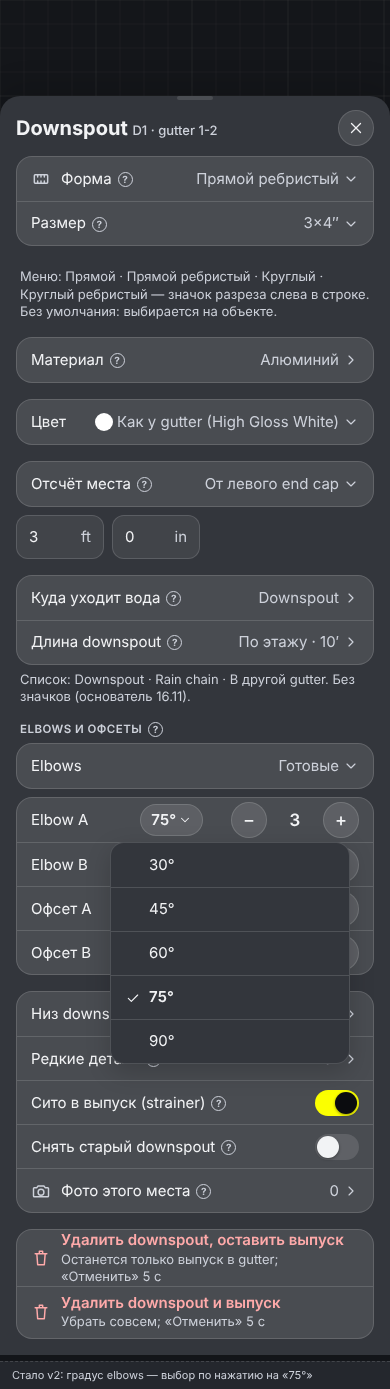 Downspout D1 · gutter 1-2
Форма ? Прямой ребристый
Размер ? 3×4″
Меню: Прямой · Прямой ребристый · Круглый ·
Круглый ребристый — значок разреза слева в строке.
Без умолчания: выбирается на объекте.
Материал ? Алюминий
Цвет Как у gutter (High Gloss White)
Отсчёт места ? От левого end cap
3 ft 0 in
Куда уходит вода ? Downspout
Длина downspout ? По этажу · 10′
Список: Downspout · Rain chain · В другой gutter. Без
значков (основатель 16.11).
ELBOWS И ОФСЕТЫ ?
Elbows Готовые
Elbow A 75° − 3 +
Elbow B
30°
Офсет A
45°
Офсет B
60°
✓ 75°
Низ downs
90°
Редкие дета
Сито в выпуск (strainer) ?
Снять старый downspout ?
Фото этого места ? 0
Удалить downspout, оставить выпуск
Останется только выпуск в gutter;
«Отменить» 5 с
Удалить downspout и выпуск
Убрать совсем; «Отменить» 5 с
Стало v2: градус elbows — выбор по нажатию на «75°»